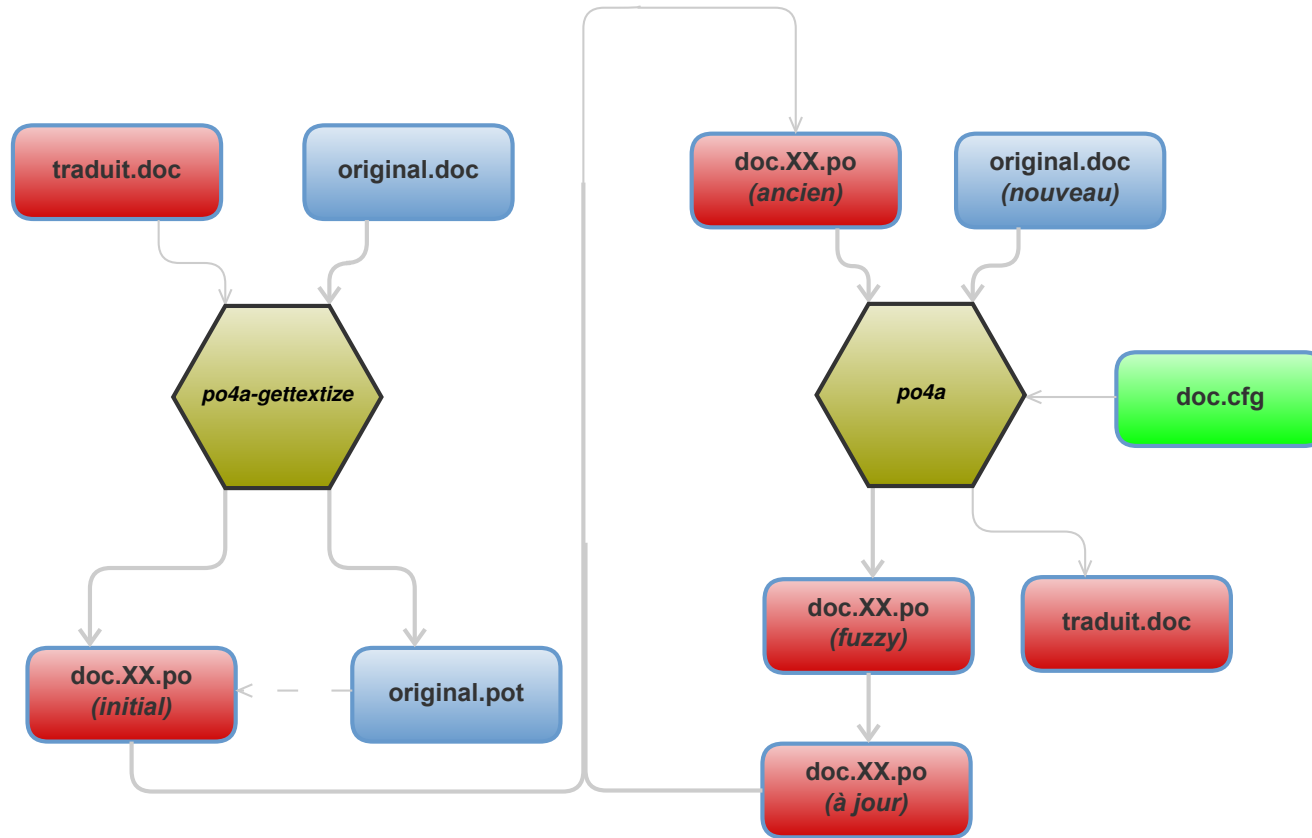 traduit.doc
original.doc
doc.XX.po
(ancien)
original.doc
(nouveau)
po4a-gettextize
po4a
doc.cfg
doc.XX.po
(initial)
original.pot
doc.XX.po
(fuzzy)
traduit.doc
doc.XX.po
(à jour)